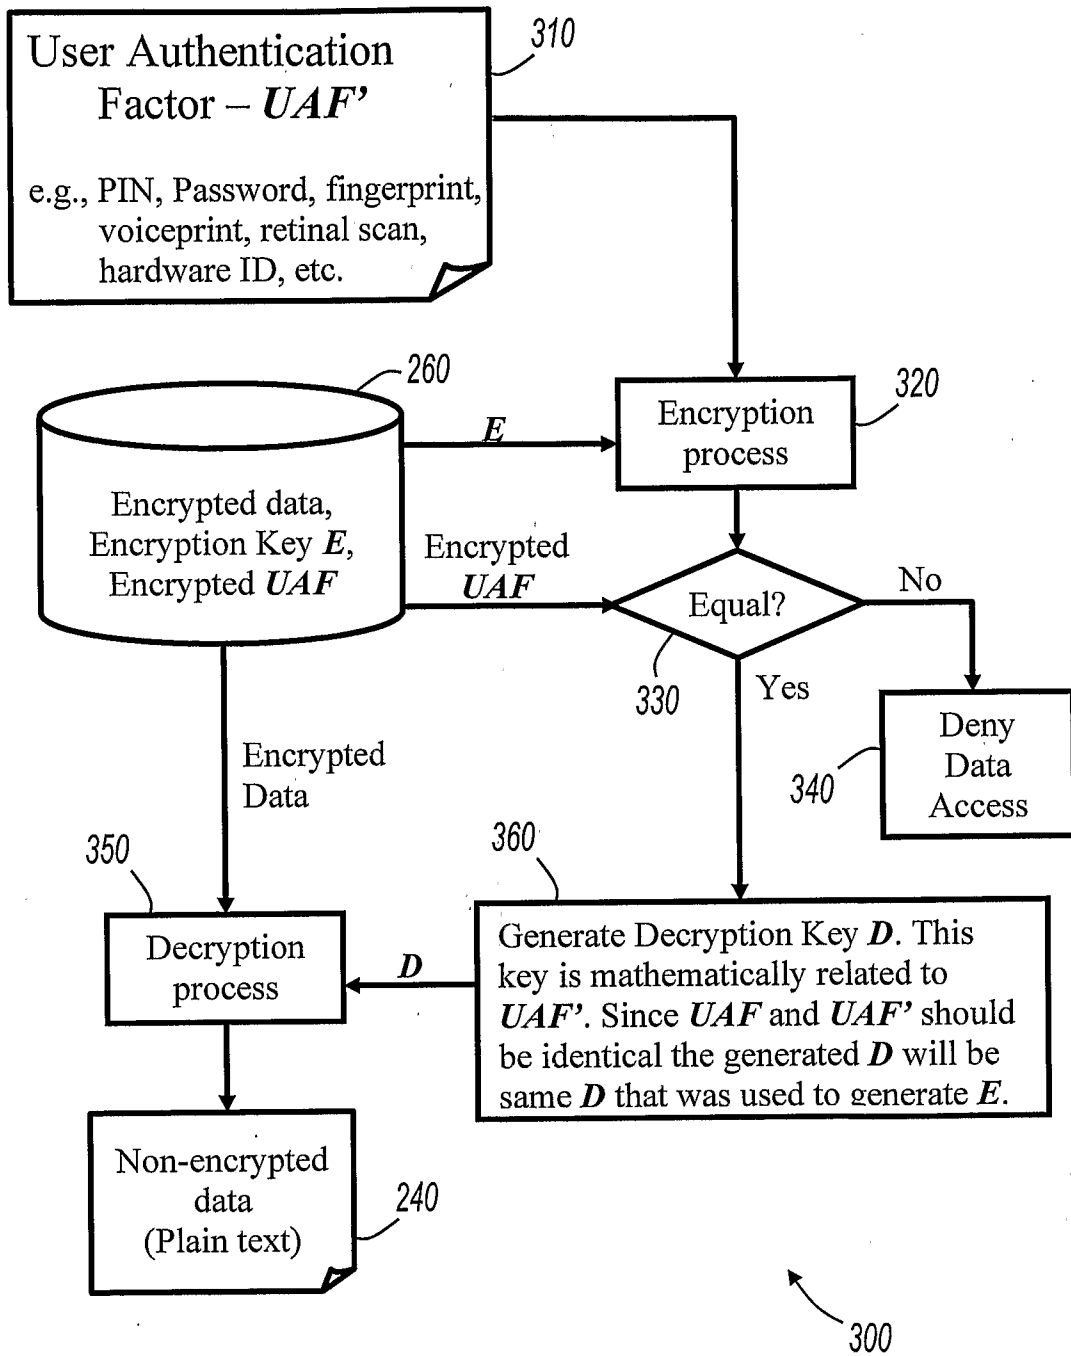 User Authentication
Factor – UAF’
e.g., PIN, Password, fingerprint,
voiceprint, retinal scan,
hardware ID, etc.
310
260
Encrypted data,
Encryption Key E,
Encrypted UAF
E
Encryption
process
320
Encrypted
UAF
Equal?
330
No
Yes
Deny
Data
Access
340
Encrypted
Data
350
Decryption
process
D
360
Generate Decryption Key D. This
key is mathematically related to
UAF’. Since UAF and UAF’ should
be identical the generated D will be
same D that was used to generate E.
Non-encrypted
data
(Plain text)
240
300